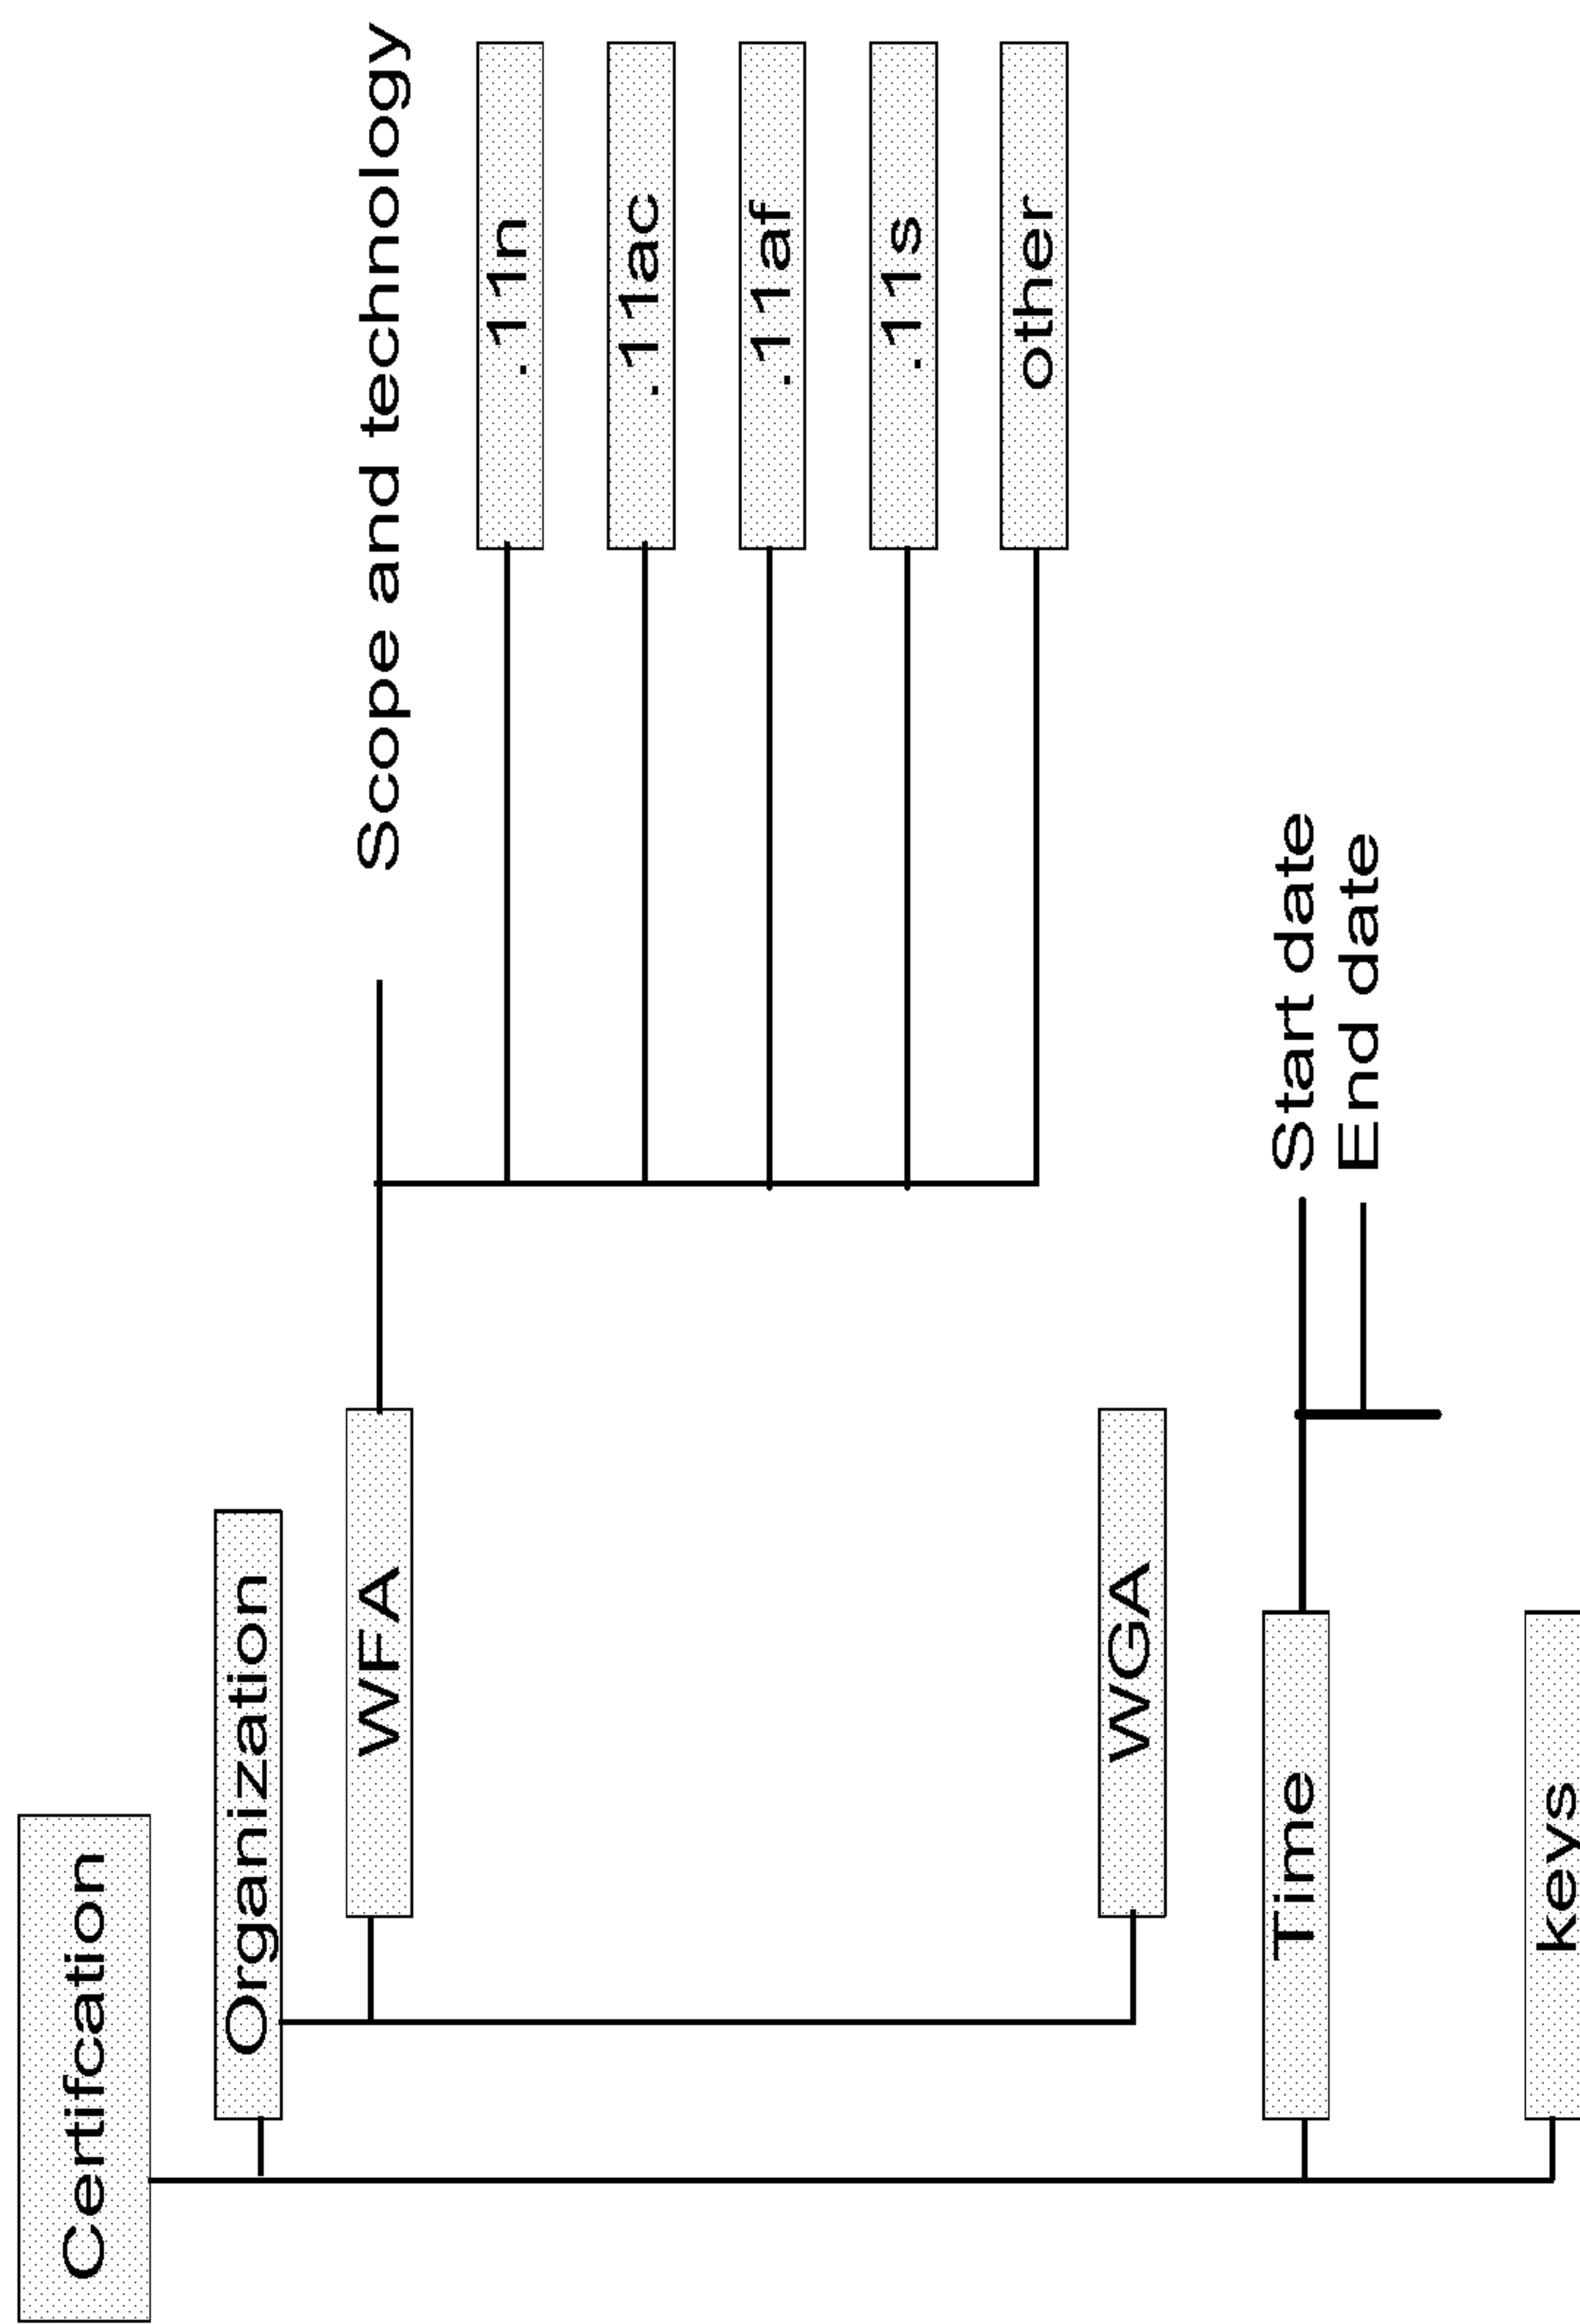 Certifcation
Organization
WFA
Scope and technology
.11n
.11ac
.11af
.11s
other
WGA
Time
Start date
End date
keys